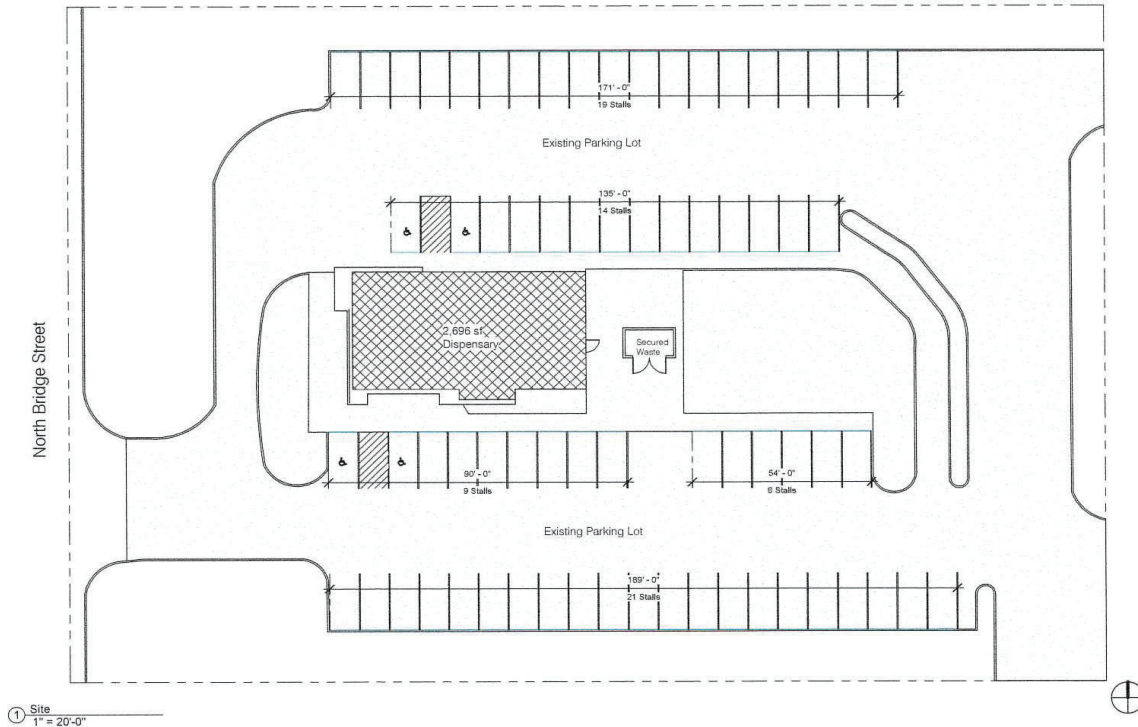 171' - 0"
19 Stalls
Existing Parking Lot
135' - 0"
14 Stalls
2,696 sf.
Dispensary
Secured
Waste
North Bridge Street
90' - 0"
9 Stalls
54' - 0"
6 Stalls
Existing Parking Lot
189' - 0"
21 Stalls
1 Site
1" = 20'-0"